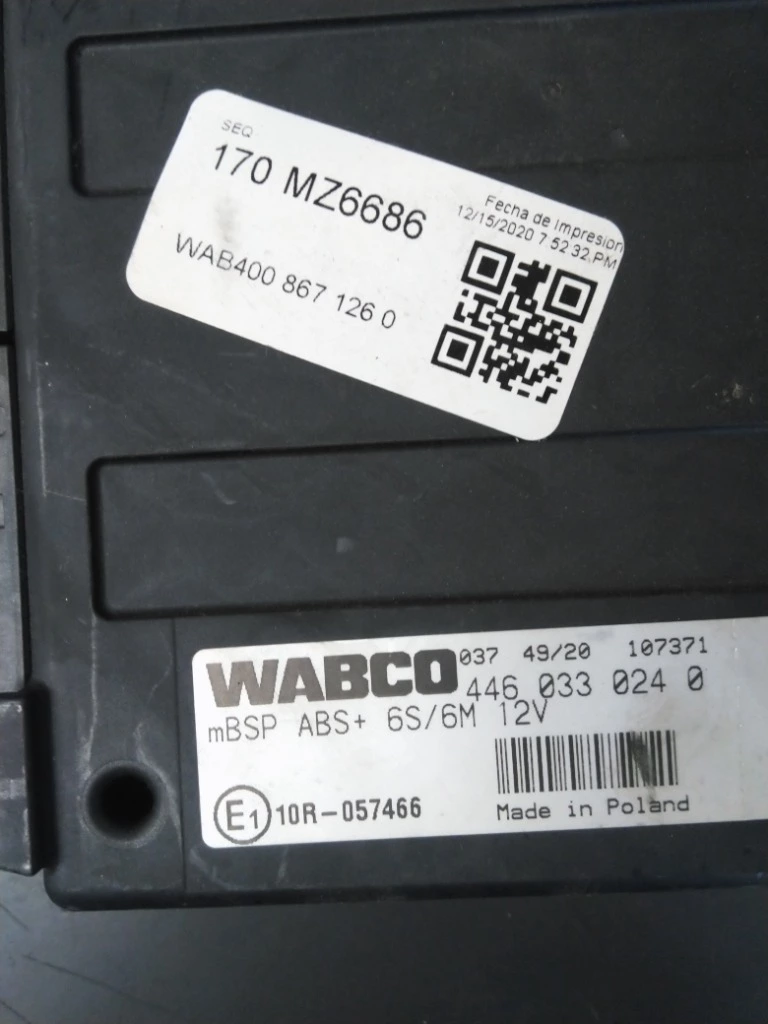 SEQ
170 MZ6686
Fecha de Impresion
12/15/2020 7:52:32 PM
WAB400 867 126 0
WABCO
037 49/20 107371
446 033 024 0
mBSP ABS+ 6S/6M 12V
E1 10R-057466
Made in Poland